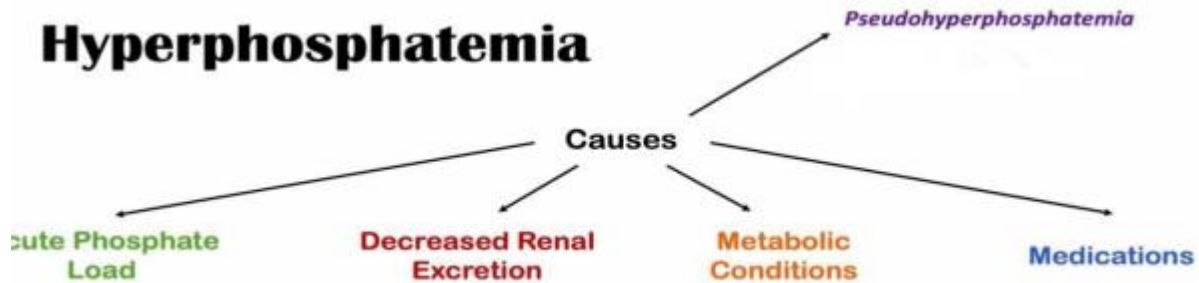 Hyperphosphatemia
Pseudohyperphosphatemia
Causes
cute Phosphate
Load
Decreased Renal
Excretion
Metabolic
Conditions
Medications